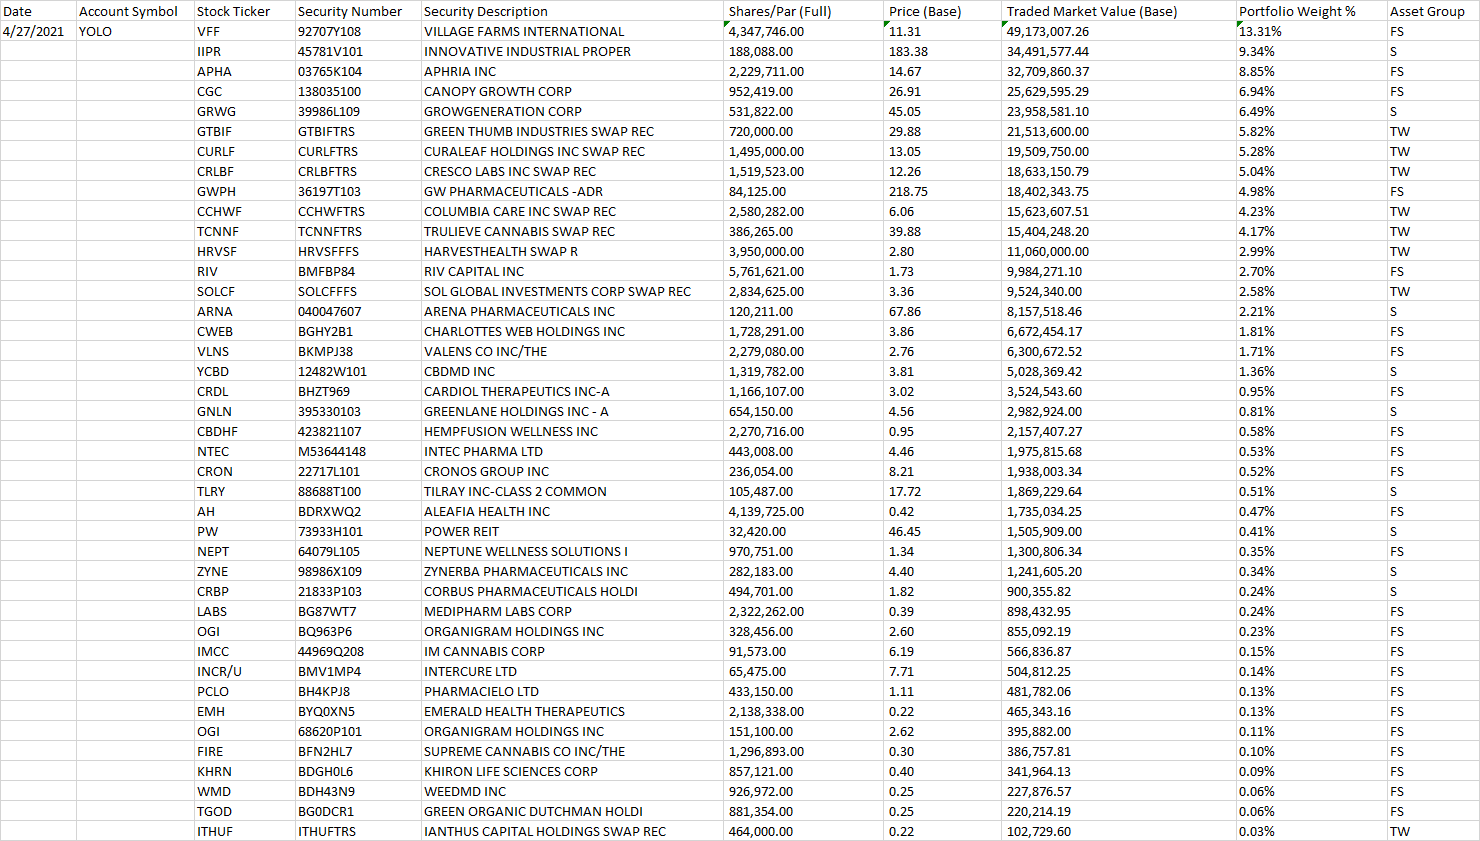 Date Account Symbol Stock Ticker Security Number Security Description Shares/Par (Full) Price (Base) Traded Market Value (Base) Portfolio Weight % Asset Group
4/27/2021 YOLO VFF 92707Y108 VILLAGE FARMS INTERNATIONAL 4,347,746.00 11.31 49,173,007.26 13.31% FS
IIPR 45781V101 INNOVATIVE INDUSTRIAL PROPER 188,088.00 183.38 34,491,577.44 9.34% S
APHA 03765K104 APHRIA INC 2,229,711.00 14.67 32,709,860.37 8.85% FS
CGC 138035100 CANOPY GROWTH CORP 952,419.00 26.91 25,629,595.29 6.94% FS
GRWG 39986L109 GROWGENERATION CORP 531,822.00 45.05 23,958,581.10 6.49% S
GTBIF GTBIFTRS GREEN THUMB INDUSTRIES SWAP REC 720,000.00 29.88 21,513,600.00 5.82% TW
CURLF CURLFTRS CURALEAF HOLDINGS INC SWAP REC 1,495,000.00 13.05 19,509,750.00 5.28% TW
CRLBF CRLBFTRS CRESCO LABS INC SWAP REC 1,519,523.00 12.26 18,633,150.79 5.04% TW
GWPH 36197T103 GW PHARMACEUTICALS -ADR 84,125.00 218.75 18,402,343.75 4.98% FS
CCHWF CCHWFTRS COLUMBIA CARE INC SWAP REC 2,580,282.00 6.06 15,623,607.51 4.23% TW
TCNNF TCNNFTRS TRULIEVE CANNABIS SWAP REC 386,265.00 39.88 15,404,248.20 4.17% TW
HRVSF HRVSFFFS HARVESTHEALTH SWAP R 3,950,000.00 2.80 11,060,000.00 2.99% TW
RIV BMFBP84 RIV CAPITAL INC 5,761,621.00 1.73 9,984,271.10 2.70% FS
SOLCF SOLCFFFS SOL GLOBAL INVESTMENTS CORP SWAP REC 2,834,625.00 3.36 9,524,340.00 2.58% TW
ARNA 040047607 ARENA PHARMACEUTICALS INC 120,211.00 67.86 8,157,518.46 2.21% S
CWEB BGHY2B1 CHARLOTTES WEB HOLDINGS INC 1,728,291.00 3.86 6,672,454.17 1.81% FS
VLNS BKMPJ38 VALENS CO INC/THE 2,279,080.00 2.76 6,300,672.52 1.71% FS
YCBD 12482W101 CBDMD INC 1,319,782.00 3.81 5,028,369.42 1.36% S
CRDL BHZT969 CARDIOL THERAPEUTICS INC-A 1,166,107.00 3.02 3,524,543.60 0.95% FS
GNLN 395330103 GREENLANE HOLDINGS INC - A 654,150.00 4.56 2,982,924.00 0.81% S
CBDHF 423821107 HEMPFUSION WELLNESS INC 2,270,716.00 0.95 2,157,407.27 0.58% FS
NTEC M53644148 INTEC PHARMA LTD 443,008.00 4.46 1,975,815.68 0.53% FS
CRON 22717L101 CRONOS GROUP INC 236,054.00 8.21 1,938,003.34 0.52% FS
TLRY 88688T100 TILRAY INC-CLASS 2 COMMON 105,487.00 17.72 1,869,229.64 0.51% S
AH BDRXWQ2 ALEAFIA HEALTH INC 4,139,725.00 0.42 1,735,034.25 0.47% FS
PW 73933H101 POWER REIT 32,420.00 46.45 1,505,909.00 0.41% S
NEPT 64079L105 NEPTUNE WELLNESS SOLUTIONS I 970,751.00 1.34 1,300,806.34 0.35% FS
ZYNE 98986X109 ZYNERBA PHARMACEUTICALS INC 282,183.00 4.40 1,241,605.20 0.34% S
CRBP 21833P103 CORBUS PHARMACEUTICALS HOLDI 494,701.00 1.82 900,355.82 0.24% S
LABS BG87WT7 MEDIPHARM LABS CORP 2,322,262.00 0.39 898,432.95 0.24% FS
OGI BQ963P6 ORGANIGRAM HOLDINGS INC 328,456.00 2.60 855,092.19 0.23% FS
IMCC 44969Q208 IM CANNABIS CORP 91,573.00 6.19 566,836.87 0.15% FS
INCR/U BMV1MP4 INTERCURE LTD 65,475.00 7.71 504,812.25 0.14% FS
PCLO BH4KPJ8 PHARMACIELO LTD 433,150.00 1.11 481,782.06 0.13% FS
EMH BYQ0XN5 EMERALD HEALTH THERAPEUTICS 2,138,338.00 0.22 465,343.16 0.13% FS
OGI 68620P101 ORGANIGRAM HOLDINGS INC 151,100.00 2.62 395,882.00 0.11% FS
FIRE BFN2HL7 SUPREME CANNABIS CO INC/THE 1,296,893.00 0.30 386,757.81 0.10% FS
KHRN BDGH0L6 KHIRON LIFE SCIENCES CORP 857,121.00 0.40 341,964.13 0.09% FS
WMD BDH43N9 WEEDMD INC 926,972.00 0.25 227,876.57 0.06% FS
TGOD BG0DCR1 GREEN ORGANIC DUTCHMAN HOLDI 881,354.00 0.25 220,214.19 0.06% FS
ITHUF ITHUFTRS IANTHUS CAPITAL HOLDINGS SWAP REC 464,000.00 0.22 102,729.60 0.03% TW